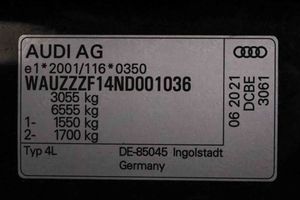 AUDI AG
e1*2001/116*0350
WAUZZZF14ND001036
3055 kg
6555 kg
1- 1550 kg
2- 1700 kg
Typ 4L
DE-85045 Ingolstadt
Germany
06 2021
DCBE
3061